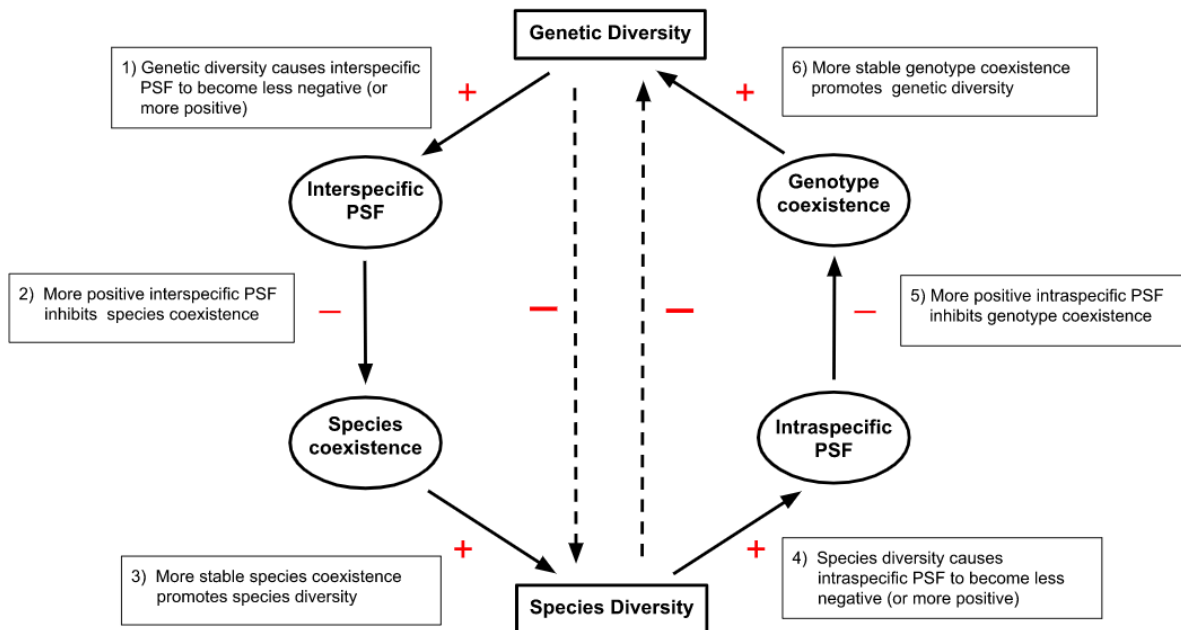 Genetic Diversity
1) Genetic diversity causes interspecific
PSF to become less negative (or
more positive)
+
+
6) More stable genotype coexistence
promotes genetic diversity
Interspecific
PSF
Genotype
coexistence
2) More positive interspecific PSF
inhibits species coexistence
–
–
–
–
5) More positive intraspecific PSF
inhibits genotype coexistence
Species
coexistence
Intraspecific
PSF
3) More stable species coexistence
promotes species diversity
+
+
4) Species diversity causes
intraspecific PSF to become less
negative (or more positive)
Species Diversity